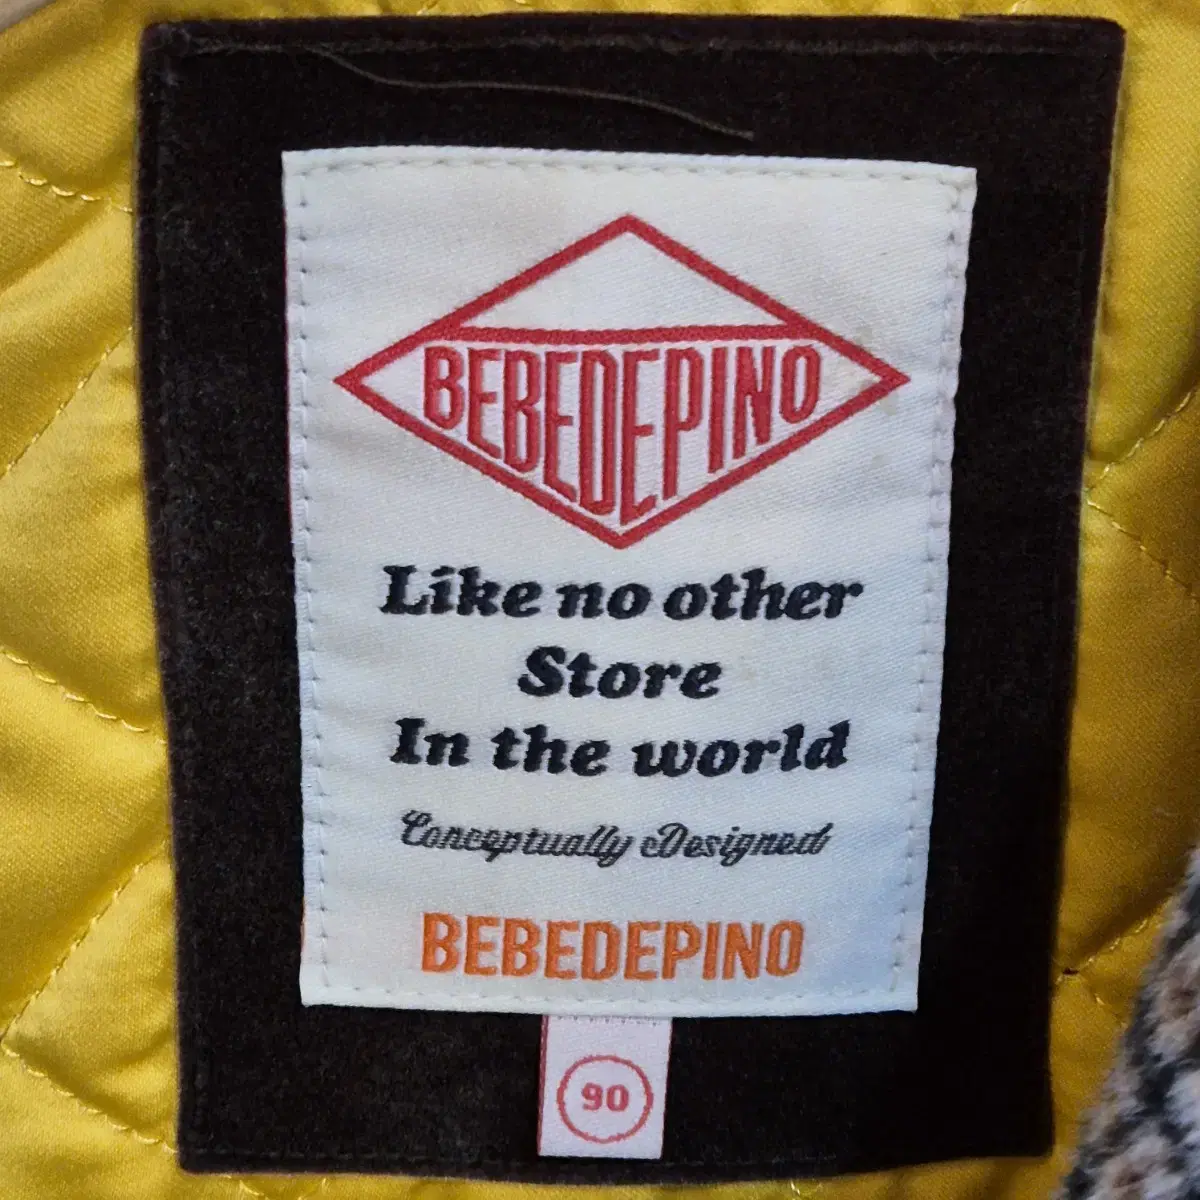 BEBEDEPINO
Like no other
Store
In the world
Conceptually Designed
BEBEDEPINO
90